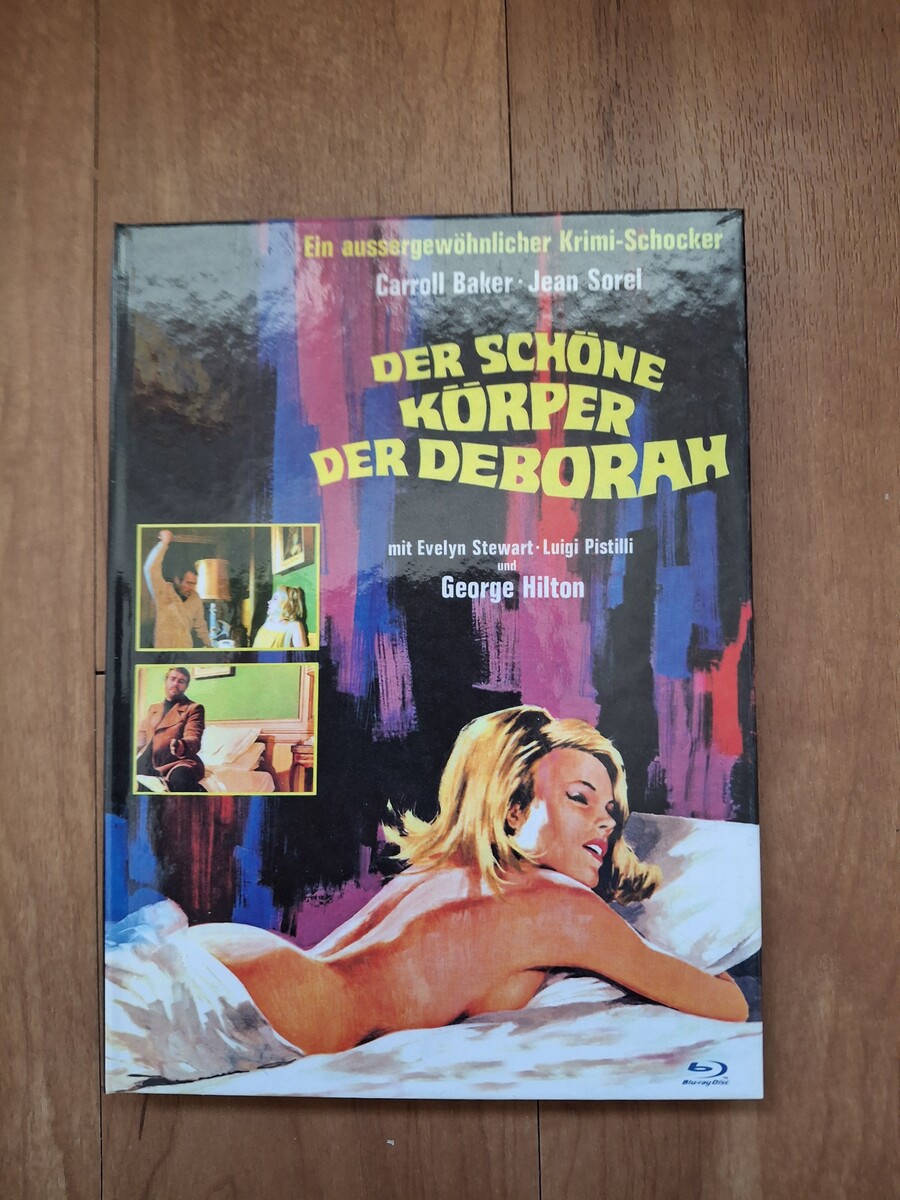 Ein aussergewöhnlicher Krimi-Schocker
Carroll Baker · Jean Sorel
DER SCHÖNE
KÖRPER
DER DEBORAH
mit Evelyn Stewart · Luigi Pistilli
und
George Hilton
Blu-ray Disc